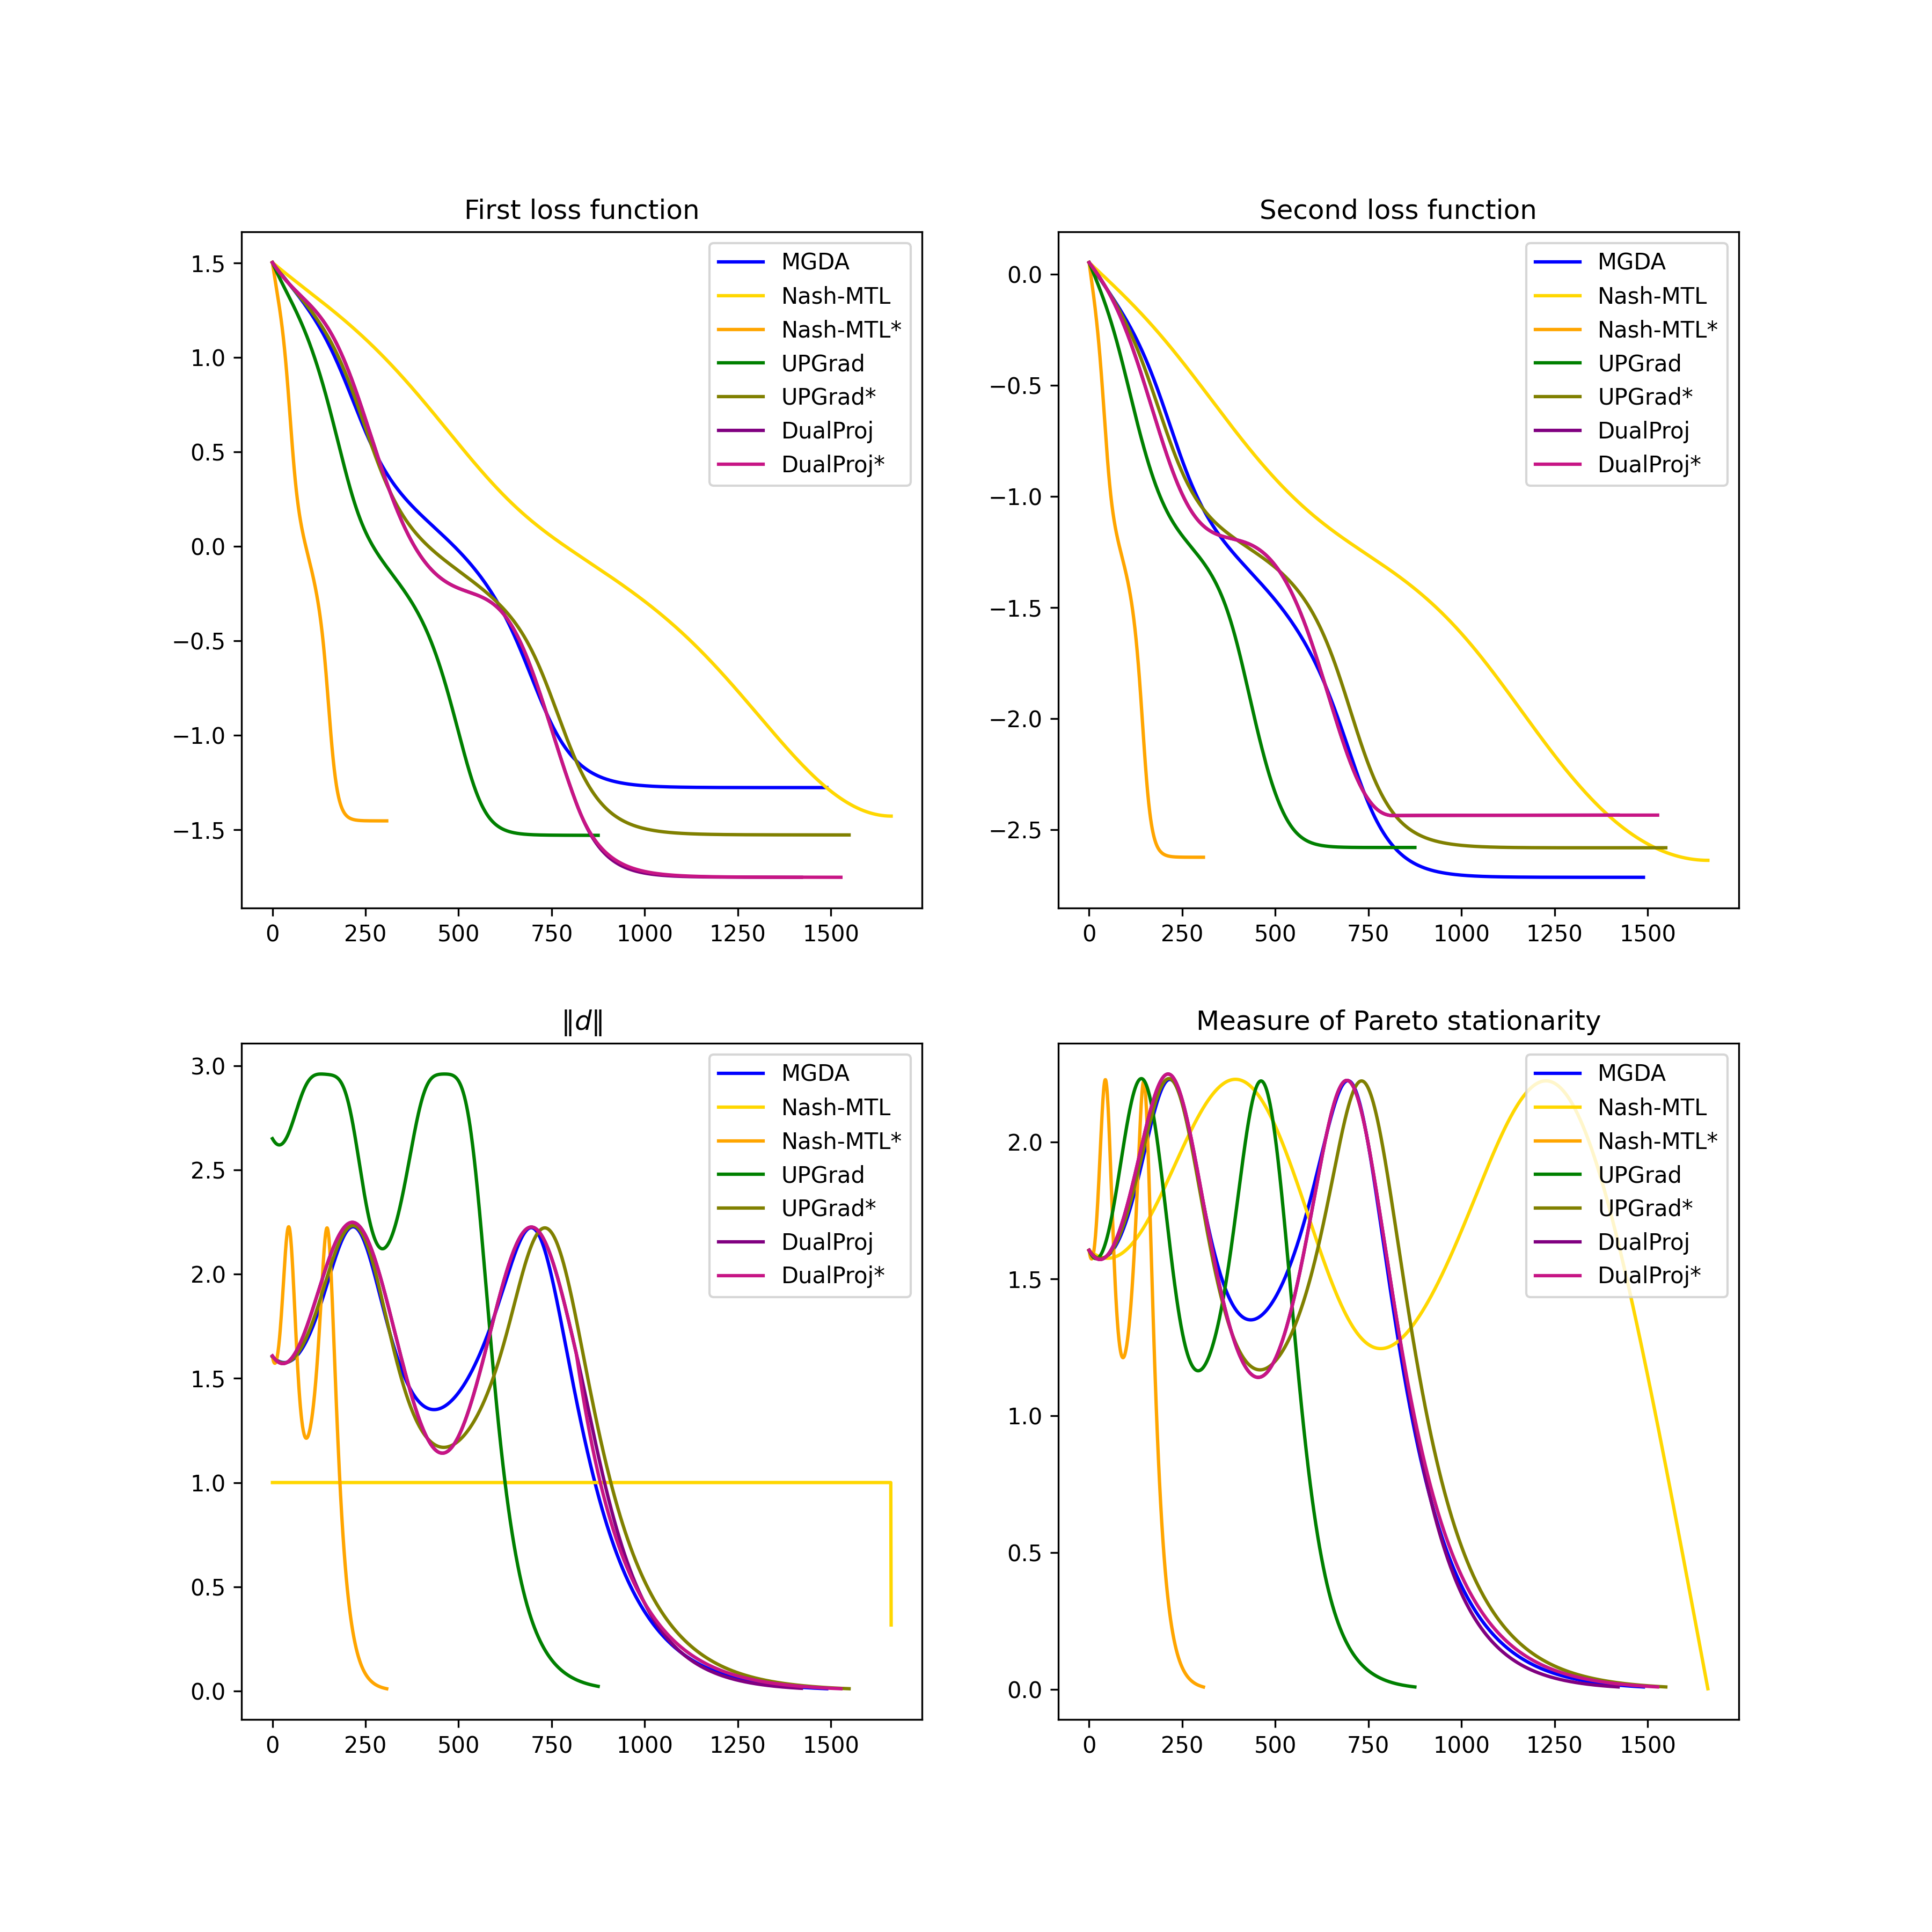 First loss function
1.5
1.0
0.5
0.0
−0.5
−1.0
−1.5
0 250 500 750 1000 1250 1500
MGDA
Nash-MTL
Nash-MTL*
UPGrad
UPGrad*
DualProj
DualProj*
Second loss function
0.0
−0.5
−1.0
−1.5
−2.0
−2.5
0 250 500 750 1000 1250 1500
MGDA
Nash-MTL
Nash-MTL*
UPGrad
UPGrad*
DualProj
DualProj*
‖d‖
3.0
2.5
2.0
1.5
1.0
0.5
0.0
0 250 500 750 1000 1250 1500
MGDA
Nash-MTL
Nash-MTL*
UPGrad
UPGrad*
DualProj
DualProj*
Measure of Pareto stationarity
2.0
1.5
1.0
0.5
0.0
0 250 500 750 1000 1250 1500
MGDA
Nash-MTL
Nash-MTL*
UPGrad
UPGrad*
DualProj
DualProj*